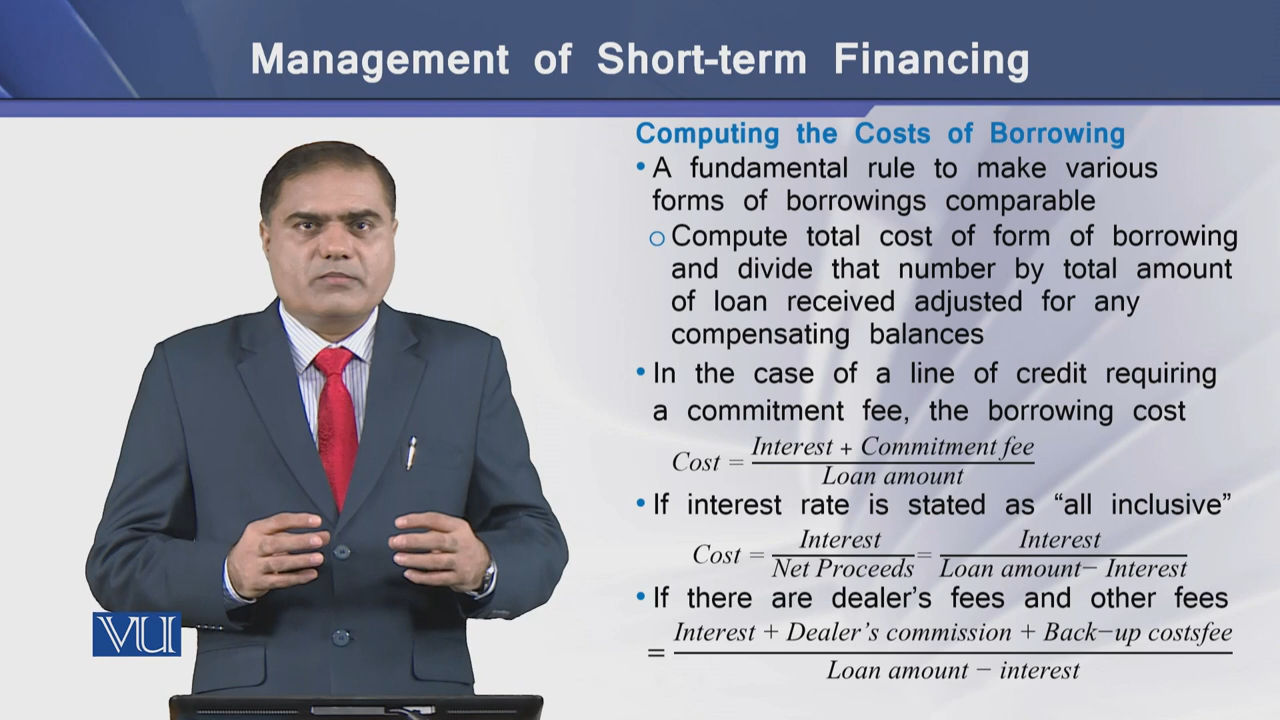 Management of Short-term Financing
Computing the Costs of Borrowing
• A fundamental rule to make various
forms of borrowings comparable
o Compute total cost of form of borrowing
and divide that number by total amount
of loan received adjusted for any
compensating balances
• In the case of a line of credit requiring
a commitment fee, the borrowing cost
Cost = Interest + Commitment fee
Loan amount
• If interest rate is stated as “all inclusive”
Cost = Interest = Interest
Net Proceeds Loan amount− Interest
• If there are dealer’s fees and other fees
= Interest + Dealer’s commission + Back−up costsfee
Loan amount − interest
VU